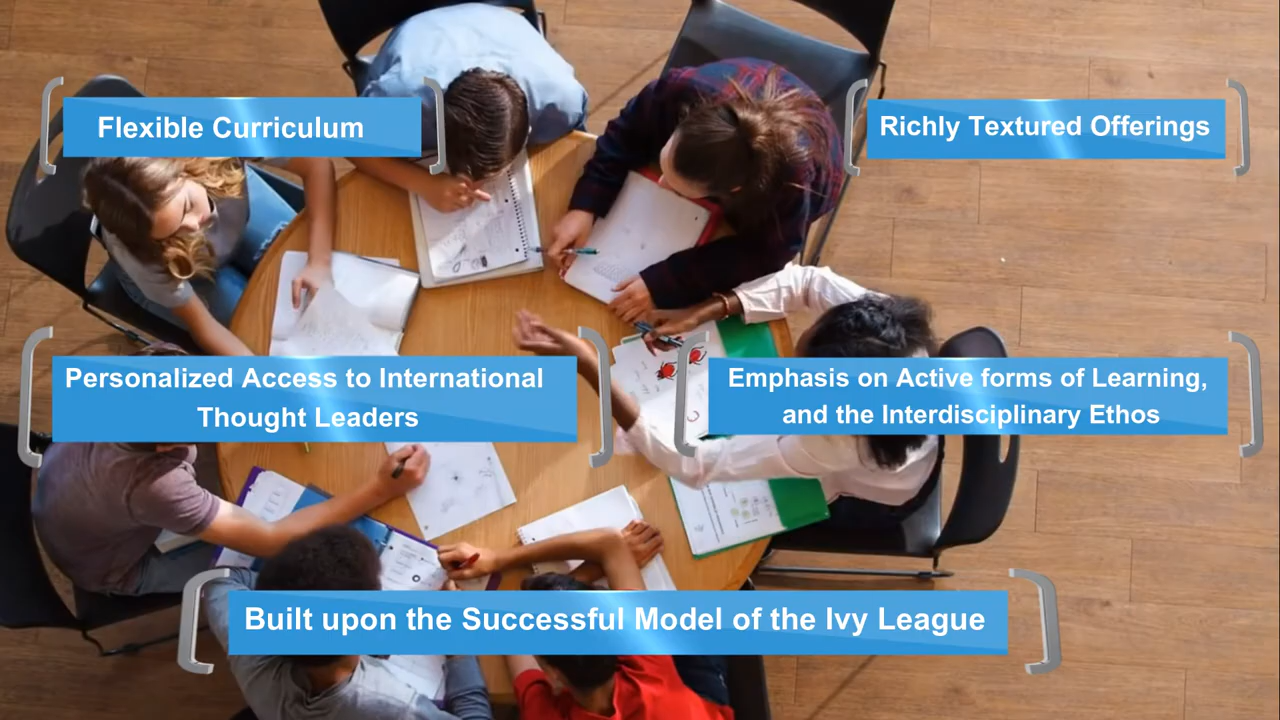 Flexible Curriculum
Richly Textured Offerings
Personalized Access to International
Thought Leaders
Emphasis on Active forms of Learning,
and the Interdisciplinary Ethos
Built upon the Successful Model of the Ivy League